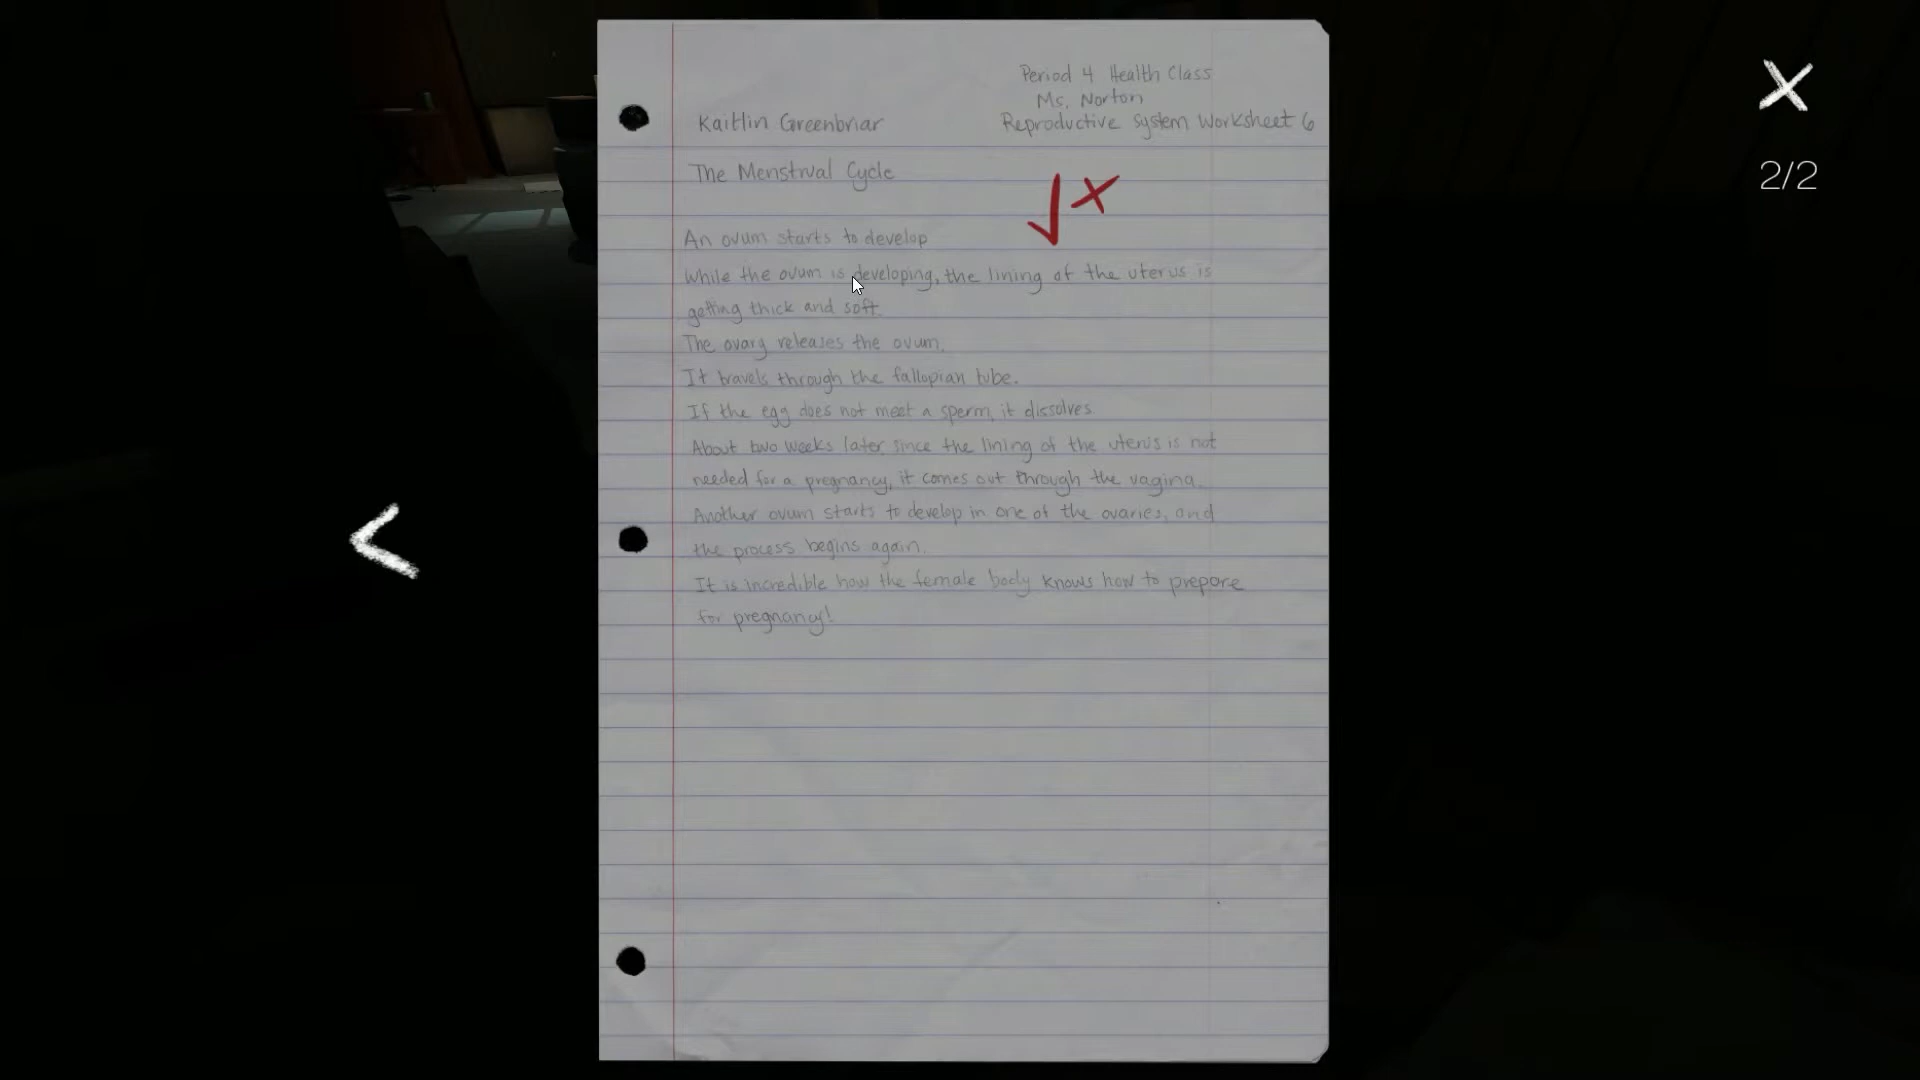 Period 4 Health Class
Ms. Norton
Kaitlin Greenbriar
Reproductive System Worksheet 6
The Menstrual Cycle
2/2
An ovum starts to develop
While the ovum is developing, the lining of the uterus is
getting thick and soft.
The ovary releases the ovum.
It travels through the fallopian tube.
If the egg does not meet a sperm, it dissolves.
About two weeks later, since the lining of the uterus is not
needed for a pregnancy, it comes out through the vagina.
Another ovum starts to develop in one of the ovaries, and
the process begins again.
It is incredible how the female body knows how to prepare
for pregnancy!